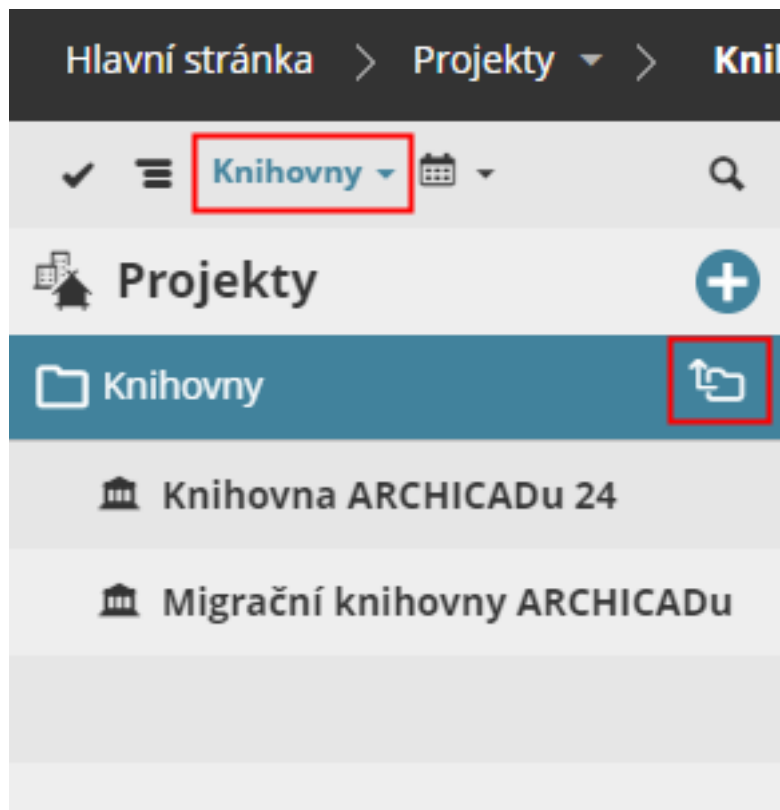 Hlavní stránka > Projekty >
Knihovny
Projekty
Knihovny
Knihovna ARCHICADu 24
Migrační knihovny ARCHICADu